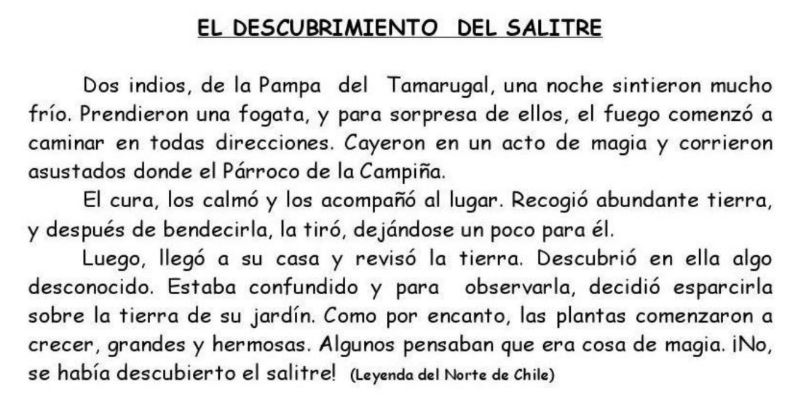 EL DESCUBRIMIENTO DEL SALITRE
Dos indios, de la Pampa del Tamarugal, una noche sintieron mucho
frío. Prendieron una fogata, y para sorpresa de ellos, el fuego comenzó a
caminar en todas direcciones. Cayeron en un acto de magia y corrieron
asustados donde el Párroco de la Campiña.
El cura, los calmó y los acompañó al lugar. Recogió abundante tierra,
y después de bendecirla, la tiró, dejándose un poco para él.
Luego, llegó a su casa y revisó la tierra. Descubrió en ella algo
desconocido. Estaba confundido y para observarla, decidió esparcirla
sobre la tierra de su jardín. Como por encanto, las plantas comenzaron a
crecer, grandes y hermosas. Algunos pensaban que era cosa de magia. ¡No,
se había descubierto el salitre! (Leyenda del Norte de Chile)